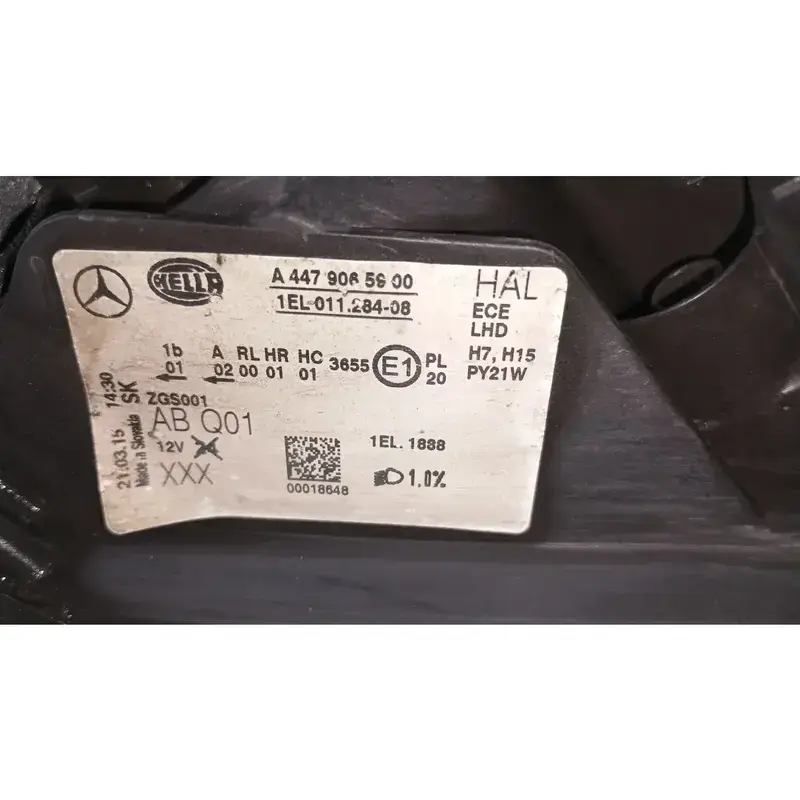 HELLA
A 447 906 59 00
1EL 011.284-08
HAL
ECE
LHD
H7, H15
PY21W
1b A RL HR HC 3655 E1 PL
01 02 00 01 01 20
ZGS001
AB Q01
12V
XXX
21.03.15 14:30
Made in Slovakia SK
00018648
1EL. 1838
1.0%